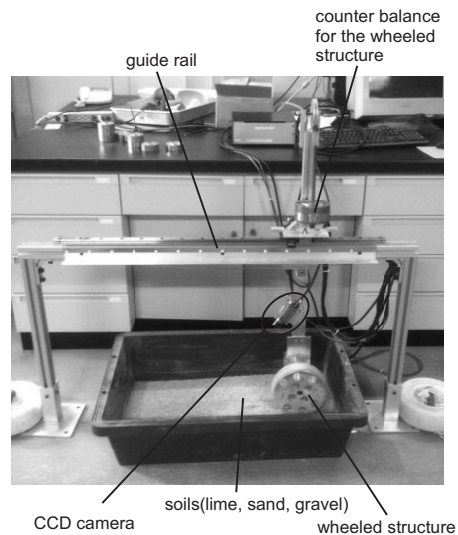 counter balance
for the wheeled
structure
guide rail
soils(lime, sand, gravel)
CCD camera
wheeled structure